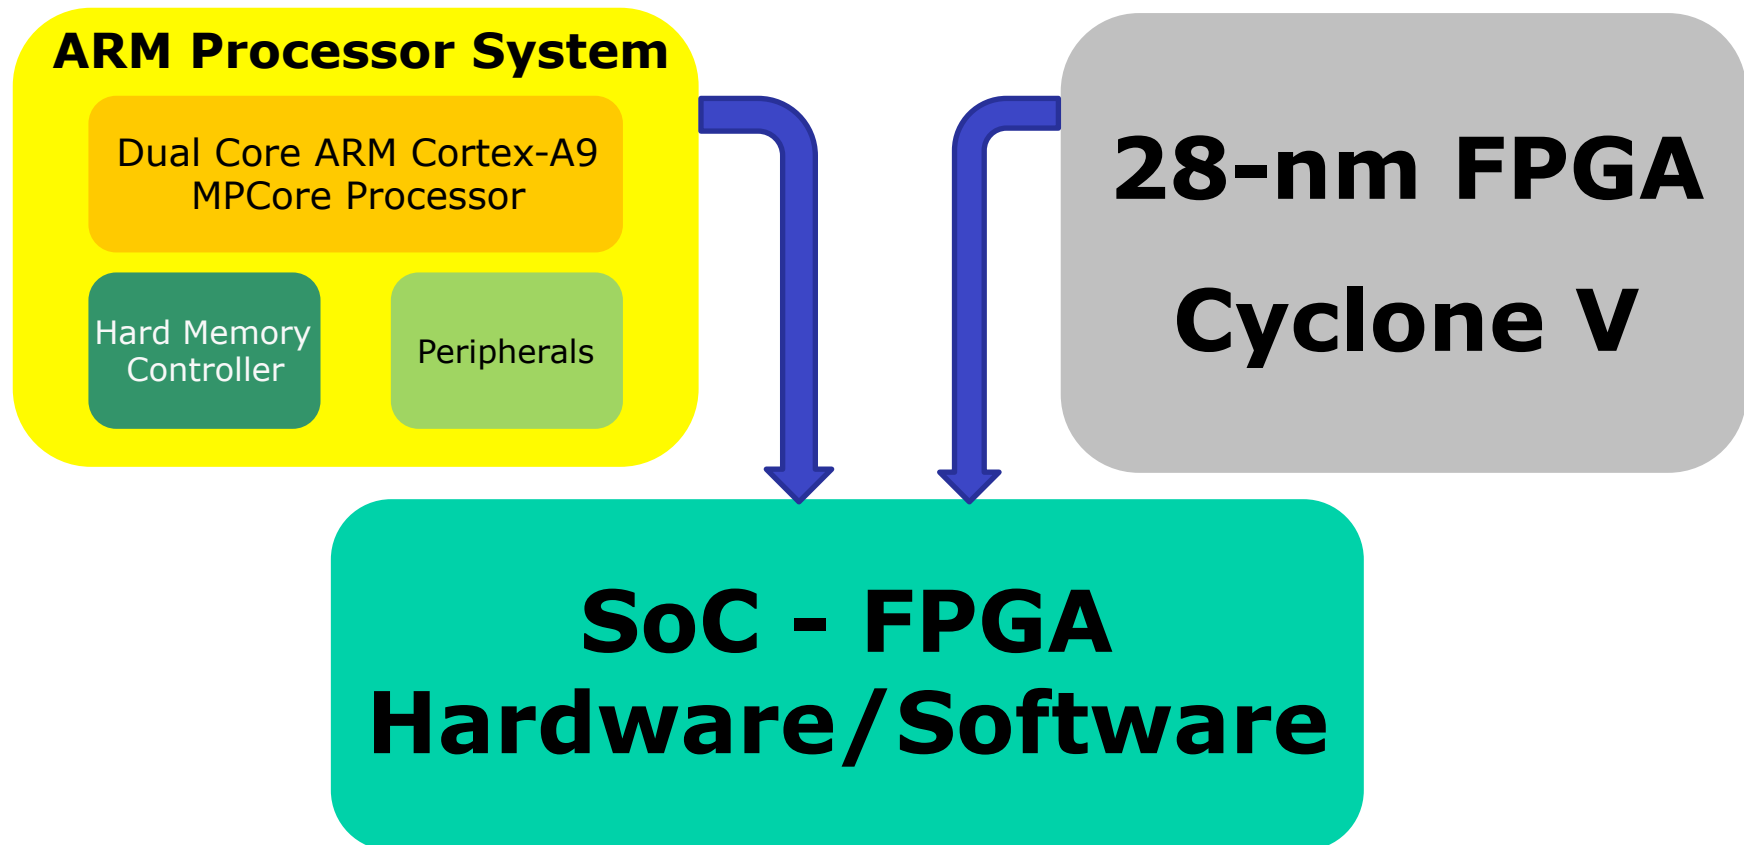 ARM Processor System
Dual Core ARM Cortex-A9
MPCore Processor
Hard Memory
Controller
Peripherals
28-nm FPGA
Cyclone V
SoC - FPGA
Hardware/Software